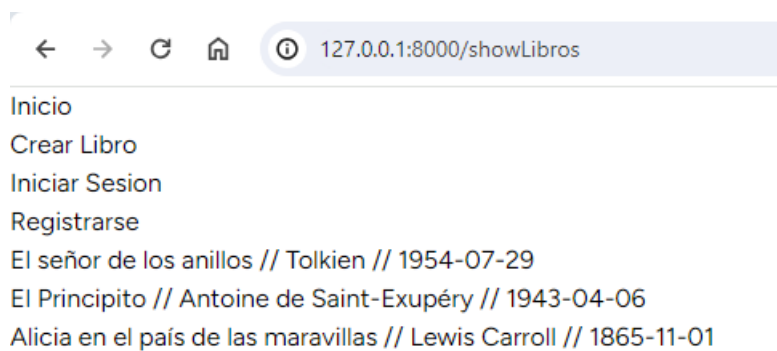 127.0.0.1:8000/showLibros
Inicio
Crear Libro
Iniciar Sesion
Registrarse
El señor de los anillos // Tolkien // 1954-07-29
El Principito // Antoine de Saint-Exupéry // 1943-04-06
Alicia en el país de las maravillas // Lewis Carroll // 1865-11-01